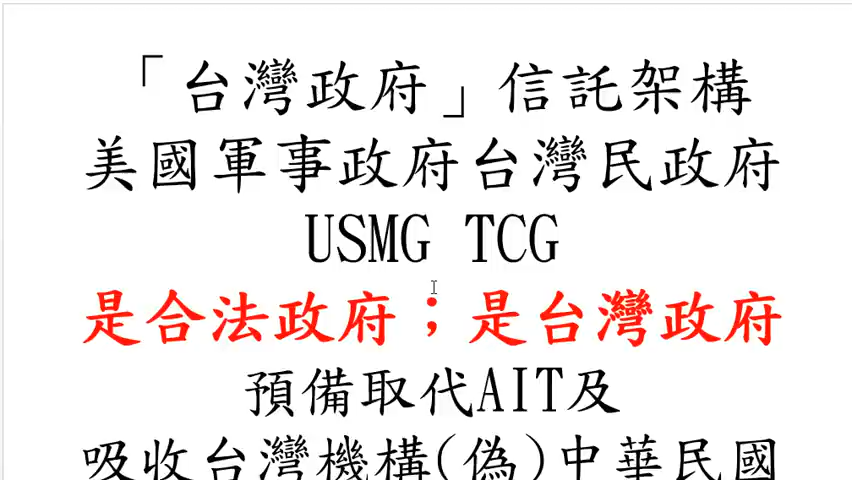 「台灣政府」信託架構
美國軍事政府台灣民政府
USMG TCG
是合法政府；是台灣政府
預備取代AIT及
吸收台灣機構(偽)中華民國